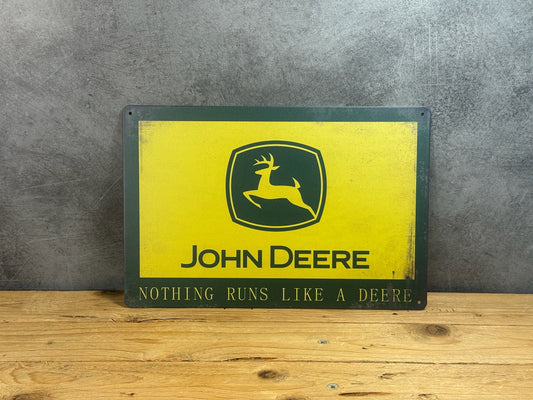 JOHN DEERE
NOTHING RUNS LIKE A DEERE